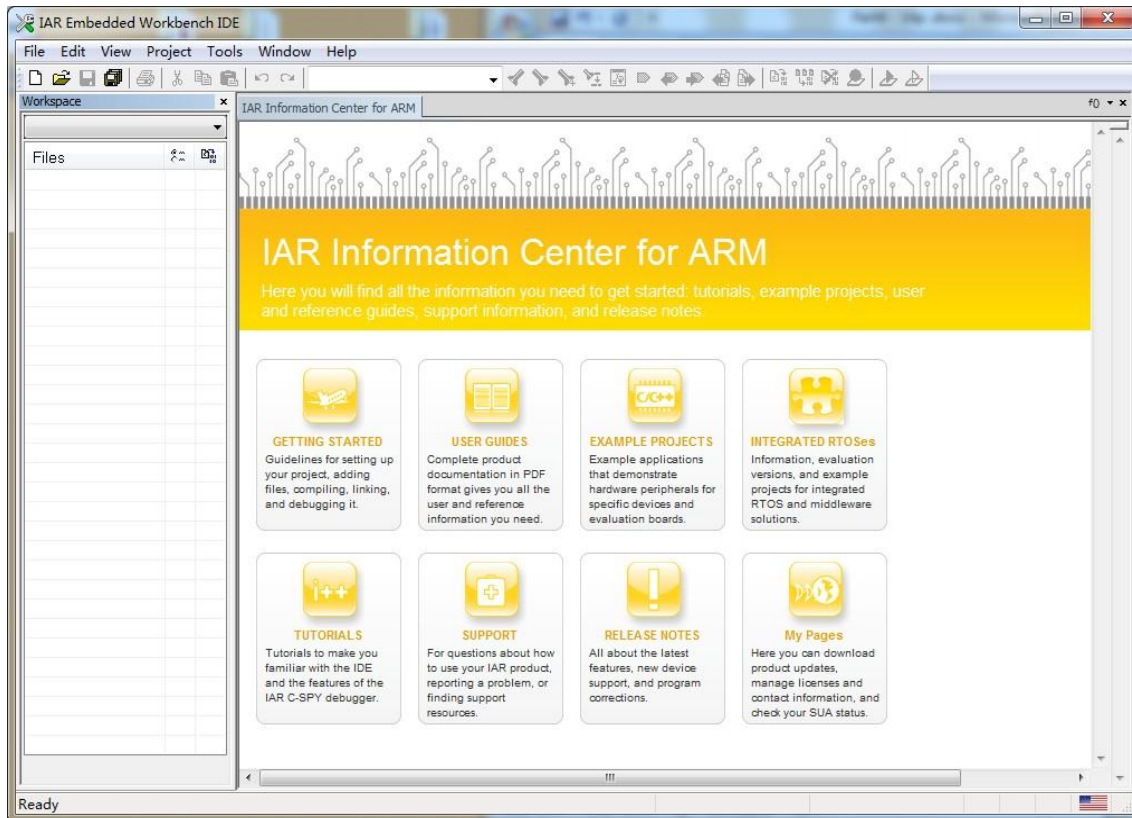 IAR Embedded Workbench IDE
File Edit View Project Tools Window Help
Workspace
IAR Information Center for ARM
f()
Files
IAR Information Center for ARM
Here you will find all the information you need to get started: tutorials, example projects, user
and reference guides, support information, and release notes.
GETTING STARTED
Guidelines for setting up
your project, adding
files, compiling, linking,
and debugging it.
USER GUIDES
Complete product
documentation in PDF
format gives you all the
user and reference
information you need.
C/C++
EXAMPLE PROJECTS
Example applications
that demonstrate
hardware peripherals for
specific devices and
evaluation boards.
INTEGRATED RTOSes
Information, evaluation
versions, and example
projects for integrated
RTOS and middleware
solutions.
i++
TUTORIALS
Tutorials to make you
familiar with the IDE
and the features of the
IAR C-SPY debugger.
SUPPORT
For questions about how
to use your IAR product,
reporting a problem, or
finding support
resources.
RELEASE NOTES
All about the latest
features, new device
support, and program
corrections.
My Pages
Here you can download
product updates,
manage licenses and
contact information, and
check your SUA status.
Ready